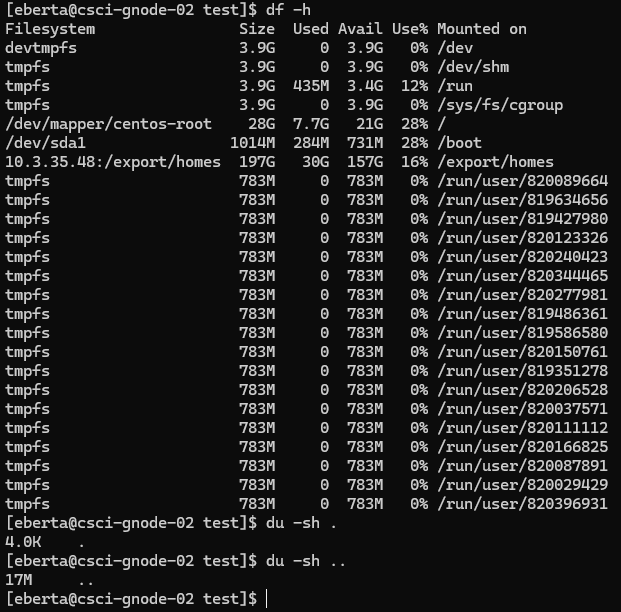 [eberta@csci-gnode-02 test]$ df -h
Filesystem                 Size  Used Avail Use% Mounted on
devtmpfs                   3.9G     0  3.9G   0% /dev
tmpfs                      3.9G     0  3.9G   0% /dev/shm
tmpfs                      3.9G  435M  3.4G  12% /run
tmpfs                      3.9G     0  3.9G   0% /sys/fs/cgroup
/dev/mapper/centos-root     28G  7.7G   21G  28% /
/dev/sda1                 1014M  284M  731M  28% /boot
10.3.35.48:/export/homes   197G   30G  157G  16% /export/homes
tmpfs                      783M     0  783M   0% /run/user/820089664
tmpfs                      783M     0  783M   0% /run/user/819634656
tmpfs                      783M     0  783M   0% /run/user/819427980
tmpfs                      783M     0  783M   0% /run/user/820123326
tmpfs                      783M     0  783M   0% /run/user/820240423
tmpfs                      783M     0  783M   0% /run/user/820344465
tmpfs                      783M     0  783M   0% /run/user/820277981
tmpfs                      783M     0  783M   0% /run/user/819486361
tmpfs                      783M     0  783M   0% /run/user/819586580
tmpfs                      783M     0  783M   0% /run/user/820150761
tmpfs                      783M     0  783M   0% /run/user/819351278
tmpfs                      783M     0  783M   0% /run/user/820206528
tmpfs                      783M     0  783M   0% /run/user/820037571
tmpfs                      783M     0  783M   0% /run/user/820111112
tmpfs                      783M     0  783M   0% /run/user/820166825
tmpfs                      783M     0  783M   0% /run/user/820087891
tmpfs                      783M     0  783M   0% /run/user/820029429
tmpfs                      783M     0  783M   0% /run/user/820396931
[eberta@csci-gnode-02 test]$ du -sh .
4.0K    .
[eberta@csci-gnode-02 test]$ du -sh ..
17M     ..
[eberta@csci-gnode-02 test]$